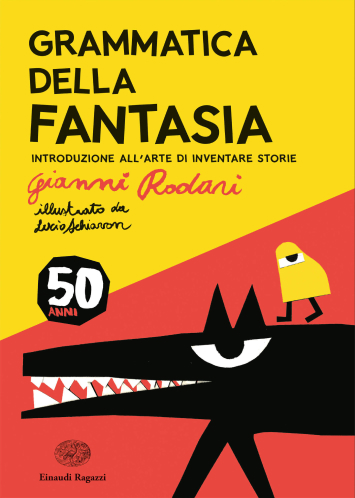 GRAMMATICA
DELLA
FANTASIA
INTRODUZIONE ALL'ARTE DI INVENTARE STORIE
gianni Rodari
illustrato da
Lucio Schiavon
50
ANNI
Einaudi Ragazzi